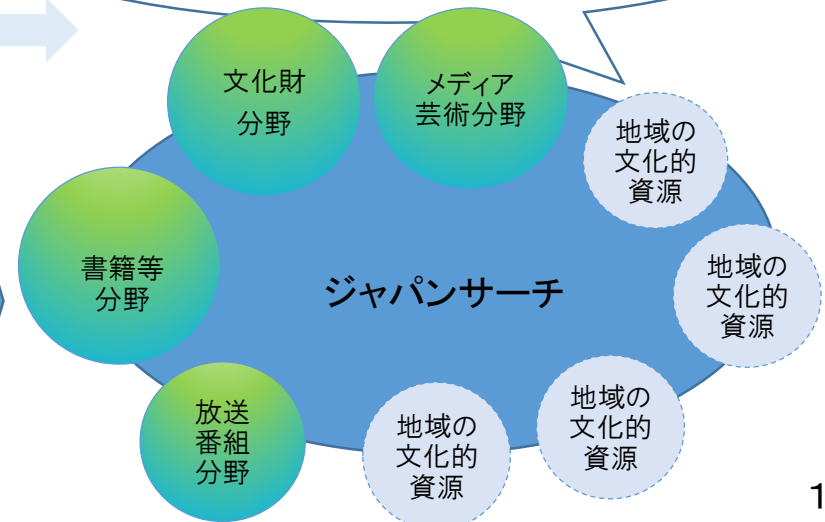 文化財
分野
メディア
芸術分野
地域の
文化的
資源
書籍等
分野
ジャパンサーチ
地域の
文化的
資源
放送
番組
分野
地域の
文化的
資源
地域の
文化的
資源
1